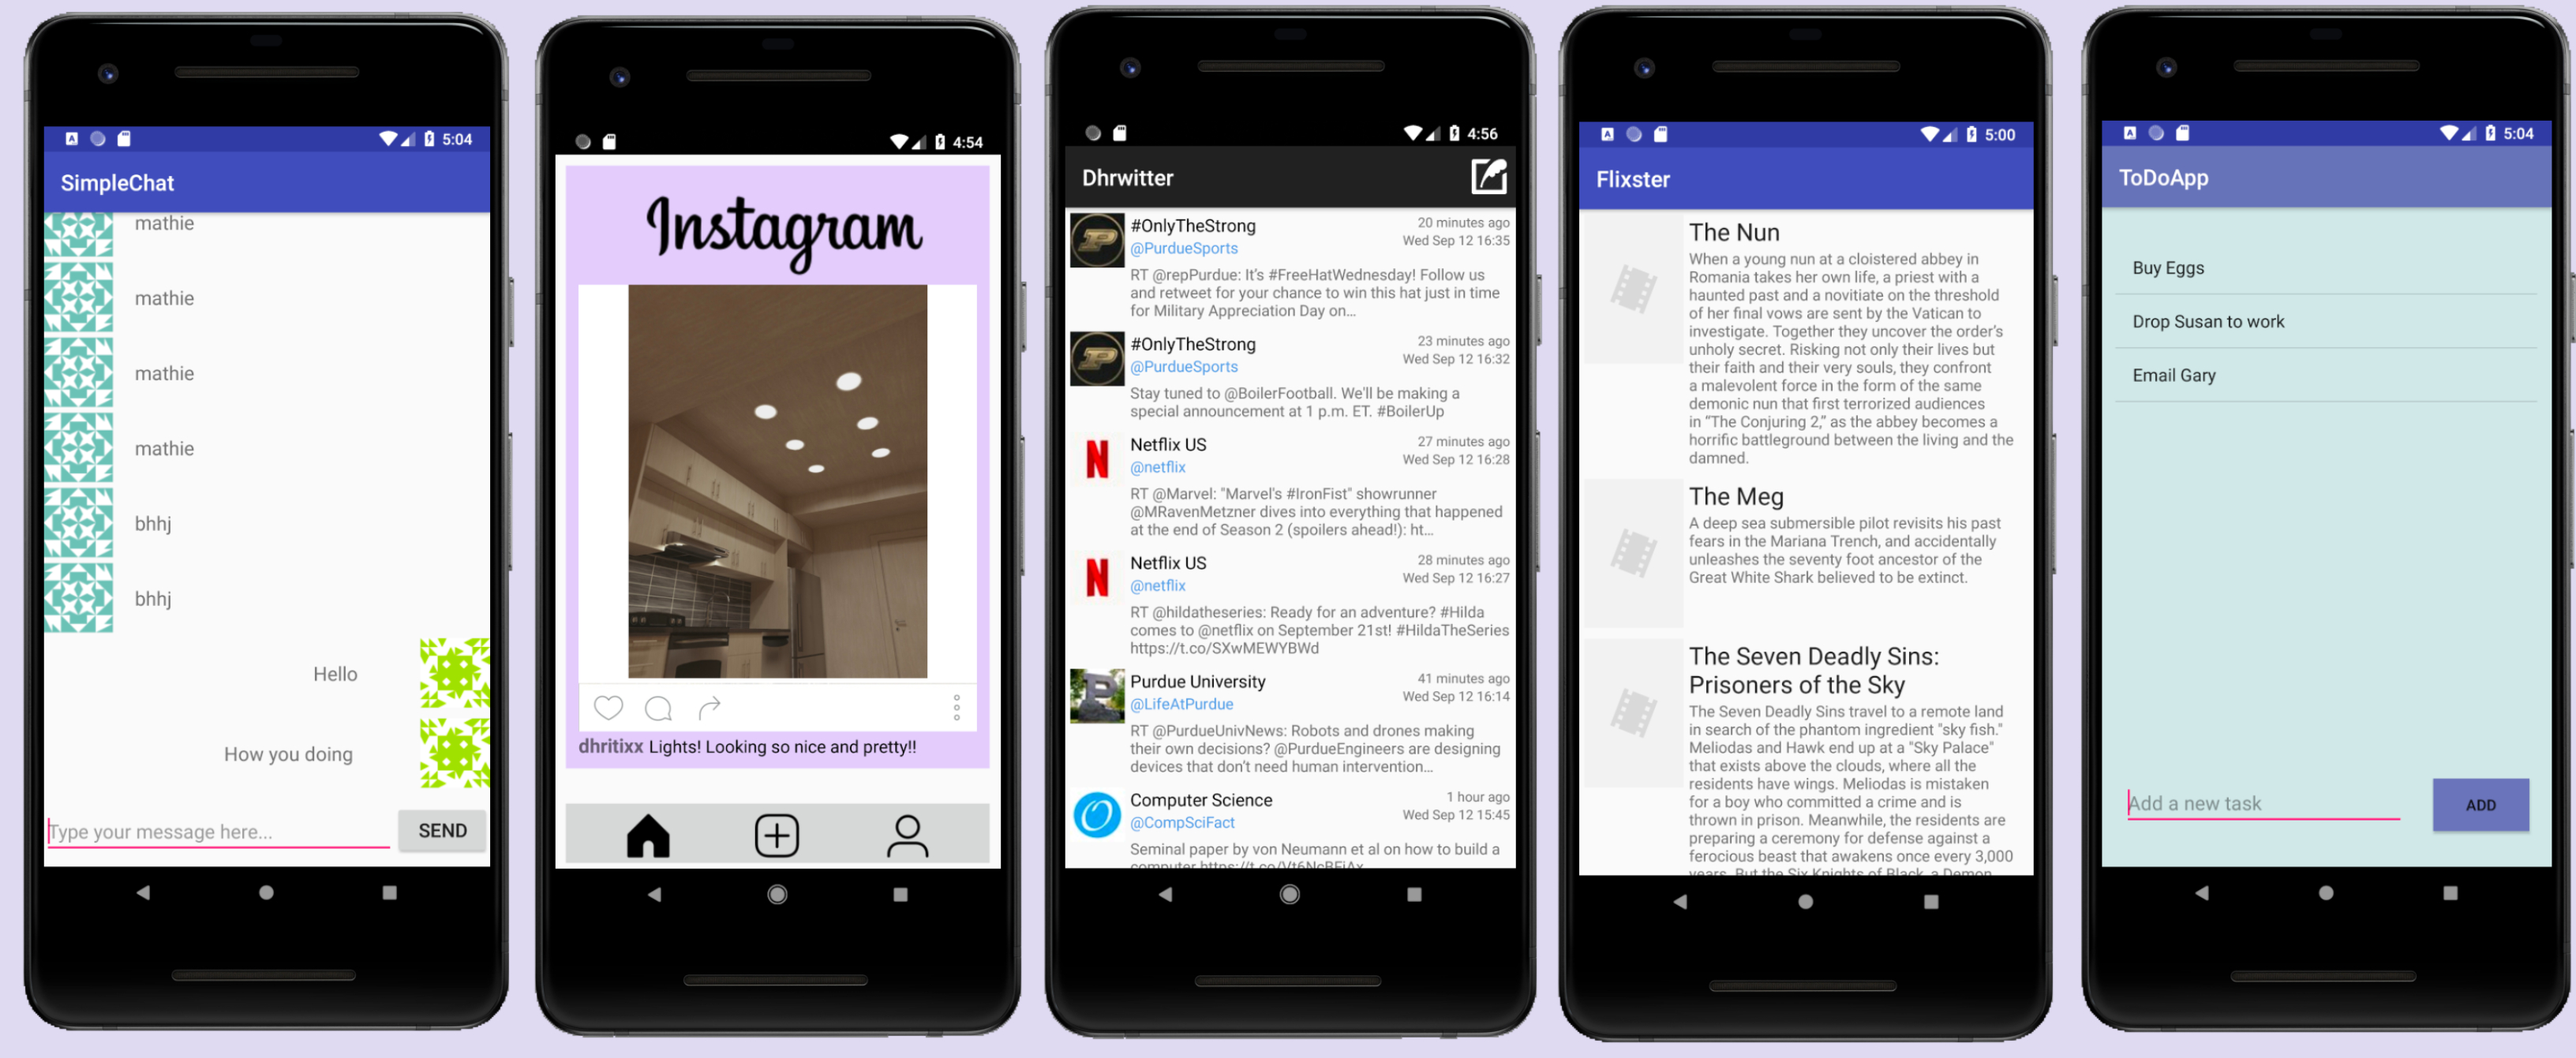 5:04
SimpleChat
mathie
mathie
mathie
mathie
bhhj
bhhj
Hello
How you doing
Type your message here...
SEND
4:54
Instagram
dhritixx Lights! Looking so nice and pretty!!
4:56
Dhrwitter
#OnlyTheStrong
20 minutes ago
@PurdueSports
Wed Sep 12 16:35
RT @repPurdue: It's #FreeHatWednesday! Follow us
and retweet for your chance to win this hat just in time
for Military Appreciation Day on...
#OnlyTheStrong
23 minutes ago
@PurdueSports
Wed Sep 12 16:32
Stay tuned to @BoilerFootball. We'll be making a
special announcement at 1 p.m. ET. #BoilerUp
Netflix US
27 minutes ago
@netflix
Wed Sep 12 16:28
RT @Marvel: "Marvel's #IronFist" showrunner
@MRavenMetzner dives into everything that happened
at the end of Season 2 (spoilers ahead!): ht...
Netflix US
28 minutes ago
@netflix
Wed Sep 12 16:27
RT @hildatheseries: Ready for an adventure? #Hilda
comes to @netflix on September 21st! #HildaTheSeries
https://t.co/SXwMEWYBWd
Purdue University
41 minutes ago
@LifeAtPurdue
Wed Sep 12 16:14
RT @PurdueUnivNews: Robots and drones making
their own decisions? @PurdueEngineers are designing
devices that don't need human intervention...
Computer Science
1 hour ago
@CompSciFact
Wed Sep 12 15:45
Seminal paper by von Neumann et al on how to build a
computer
5:00
Flixster
The Nun
When a young nun at a cloistered abbey in
Romania takes her own life, a priest with a
haunted past and a novitiate on the threshold
of her final vows are sent by the Vatican to
investigate. Together they uncover the order's
unholy secret. Risking not only their lives but
their faith and their very souls, they confront
a malevolent force in the form of the same
demonic nun that first terrorized audiences
in "The Conjuring 2," as the abbey becomes a
horrific battleground between the living and the
damned.
The Meg
A deep sea submersible pilot revisits his past
fears in the Mariana Trench, and accidentally
unleashes the seventy foot ancestor of the
Great White Shark believed to be extinct.
The Seven Deadly Sins:
Prisoners of the Sky
The Seven Deadly Sins travel to a remote land
in search of the phantom ingredient "sky fish."
Meliodas and Hawk end up at a "Sky Palace"
that exists above the clouds, where all the
residents have wings. Meliodas is mistaken
for a boy who committed a crime and is
thrown in prison. Meanwhile, the residents are
preparing a ceremony for defense against a
ferocious beast that awakens once every 3,000
years. But the Six Knights of Black, a Demon
5:04
ToDoApp
Buy Eggs
Drop Susan to work
Email Gary
Add a new task
ADD